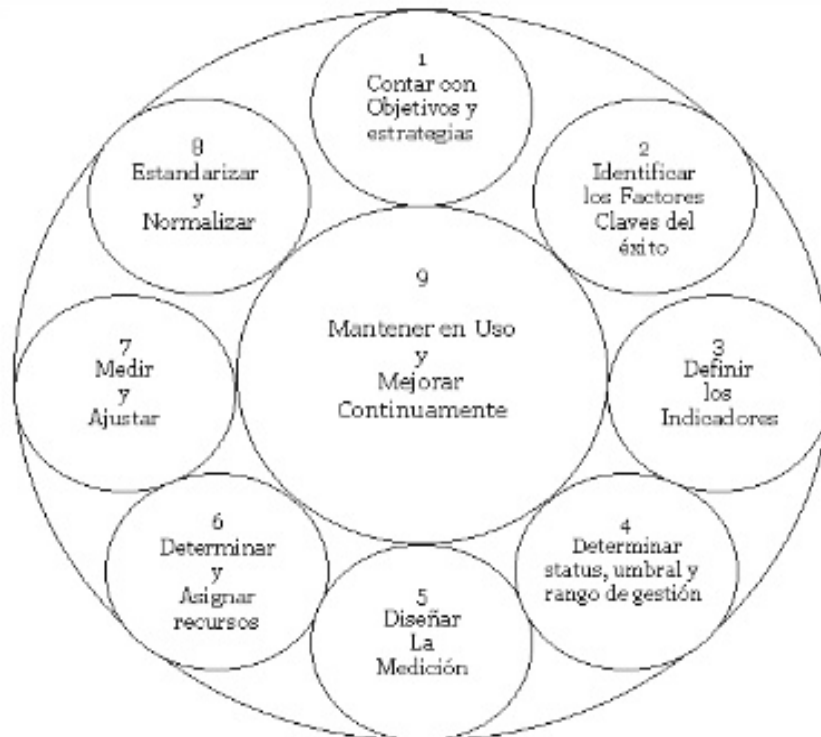 1
Contar con
Objetivos y
estrategias
2
Identificar
los Factores
Claves del
éxito
3
Definir
los
Indicadores
4
Determinar
status, umbral y
rango de gestión
5
Diseñar
La
Medición
6
Determinar
y
Asignar
recursos
7
Medir
y
Ajustar
8
Estandarizar
y
Normalizar
9
Mantener en Uso
y
Mejorar
Continuamente